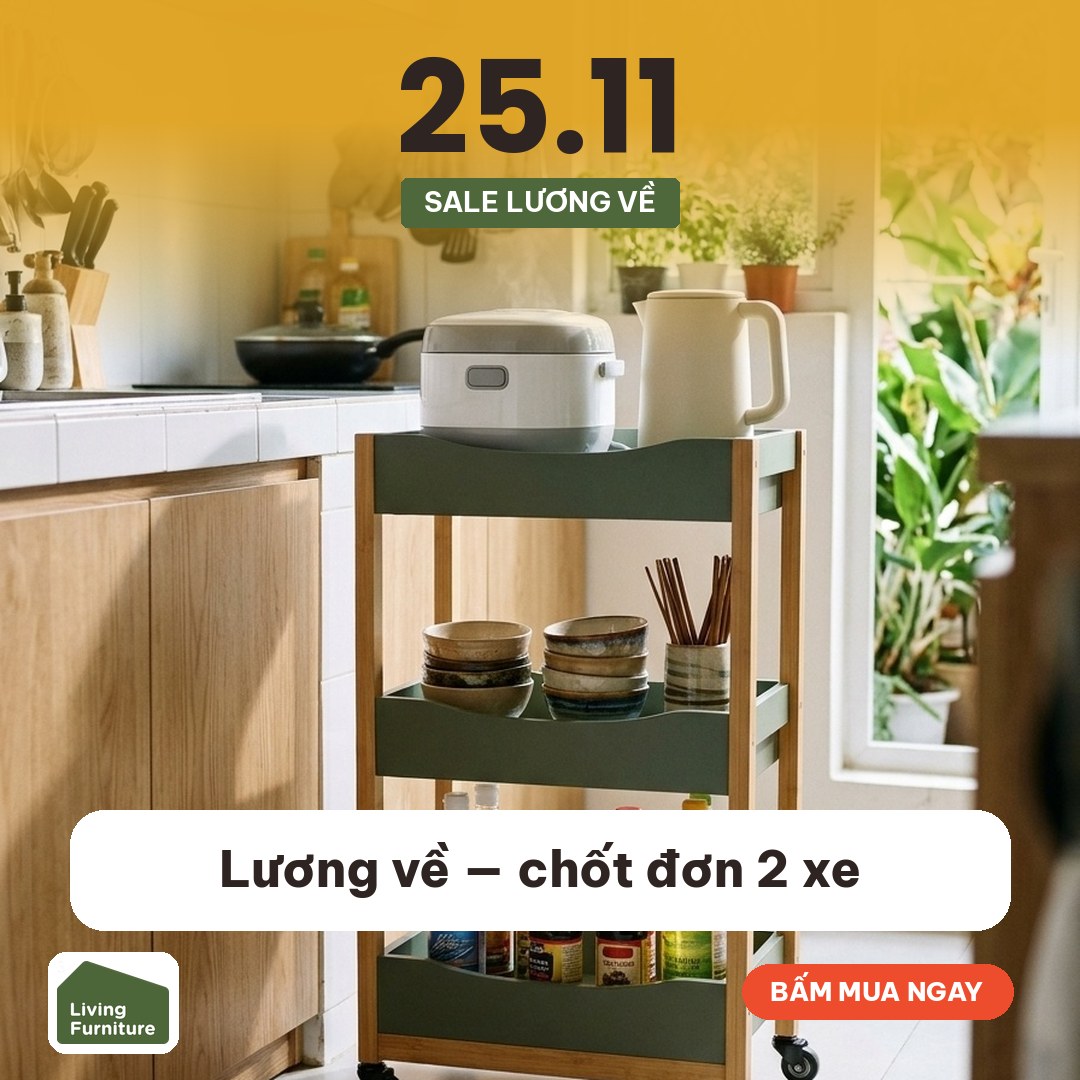 25.11
SALE LƯƠNG VỀ
Lương về — chốt đơn 2 xe
Living
Furniture
BẤM MUA NGAY